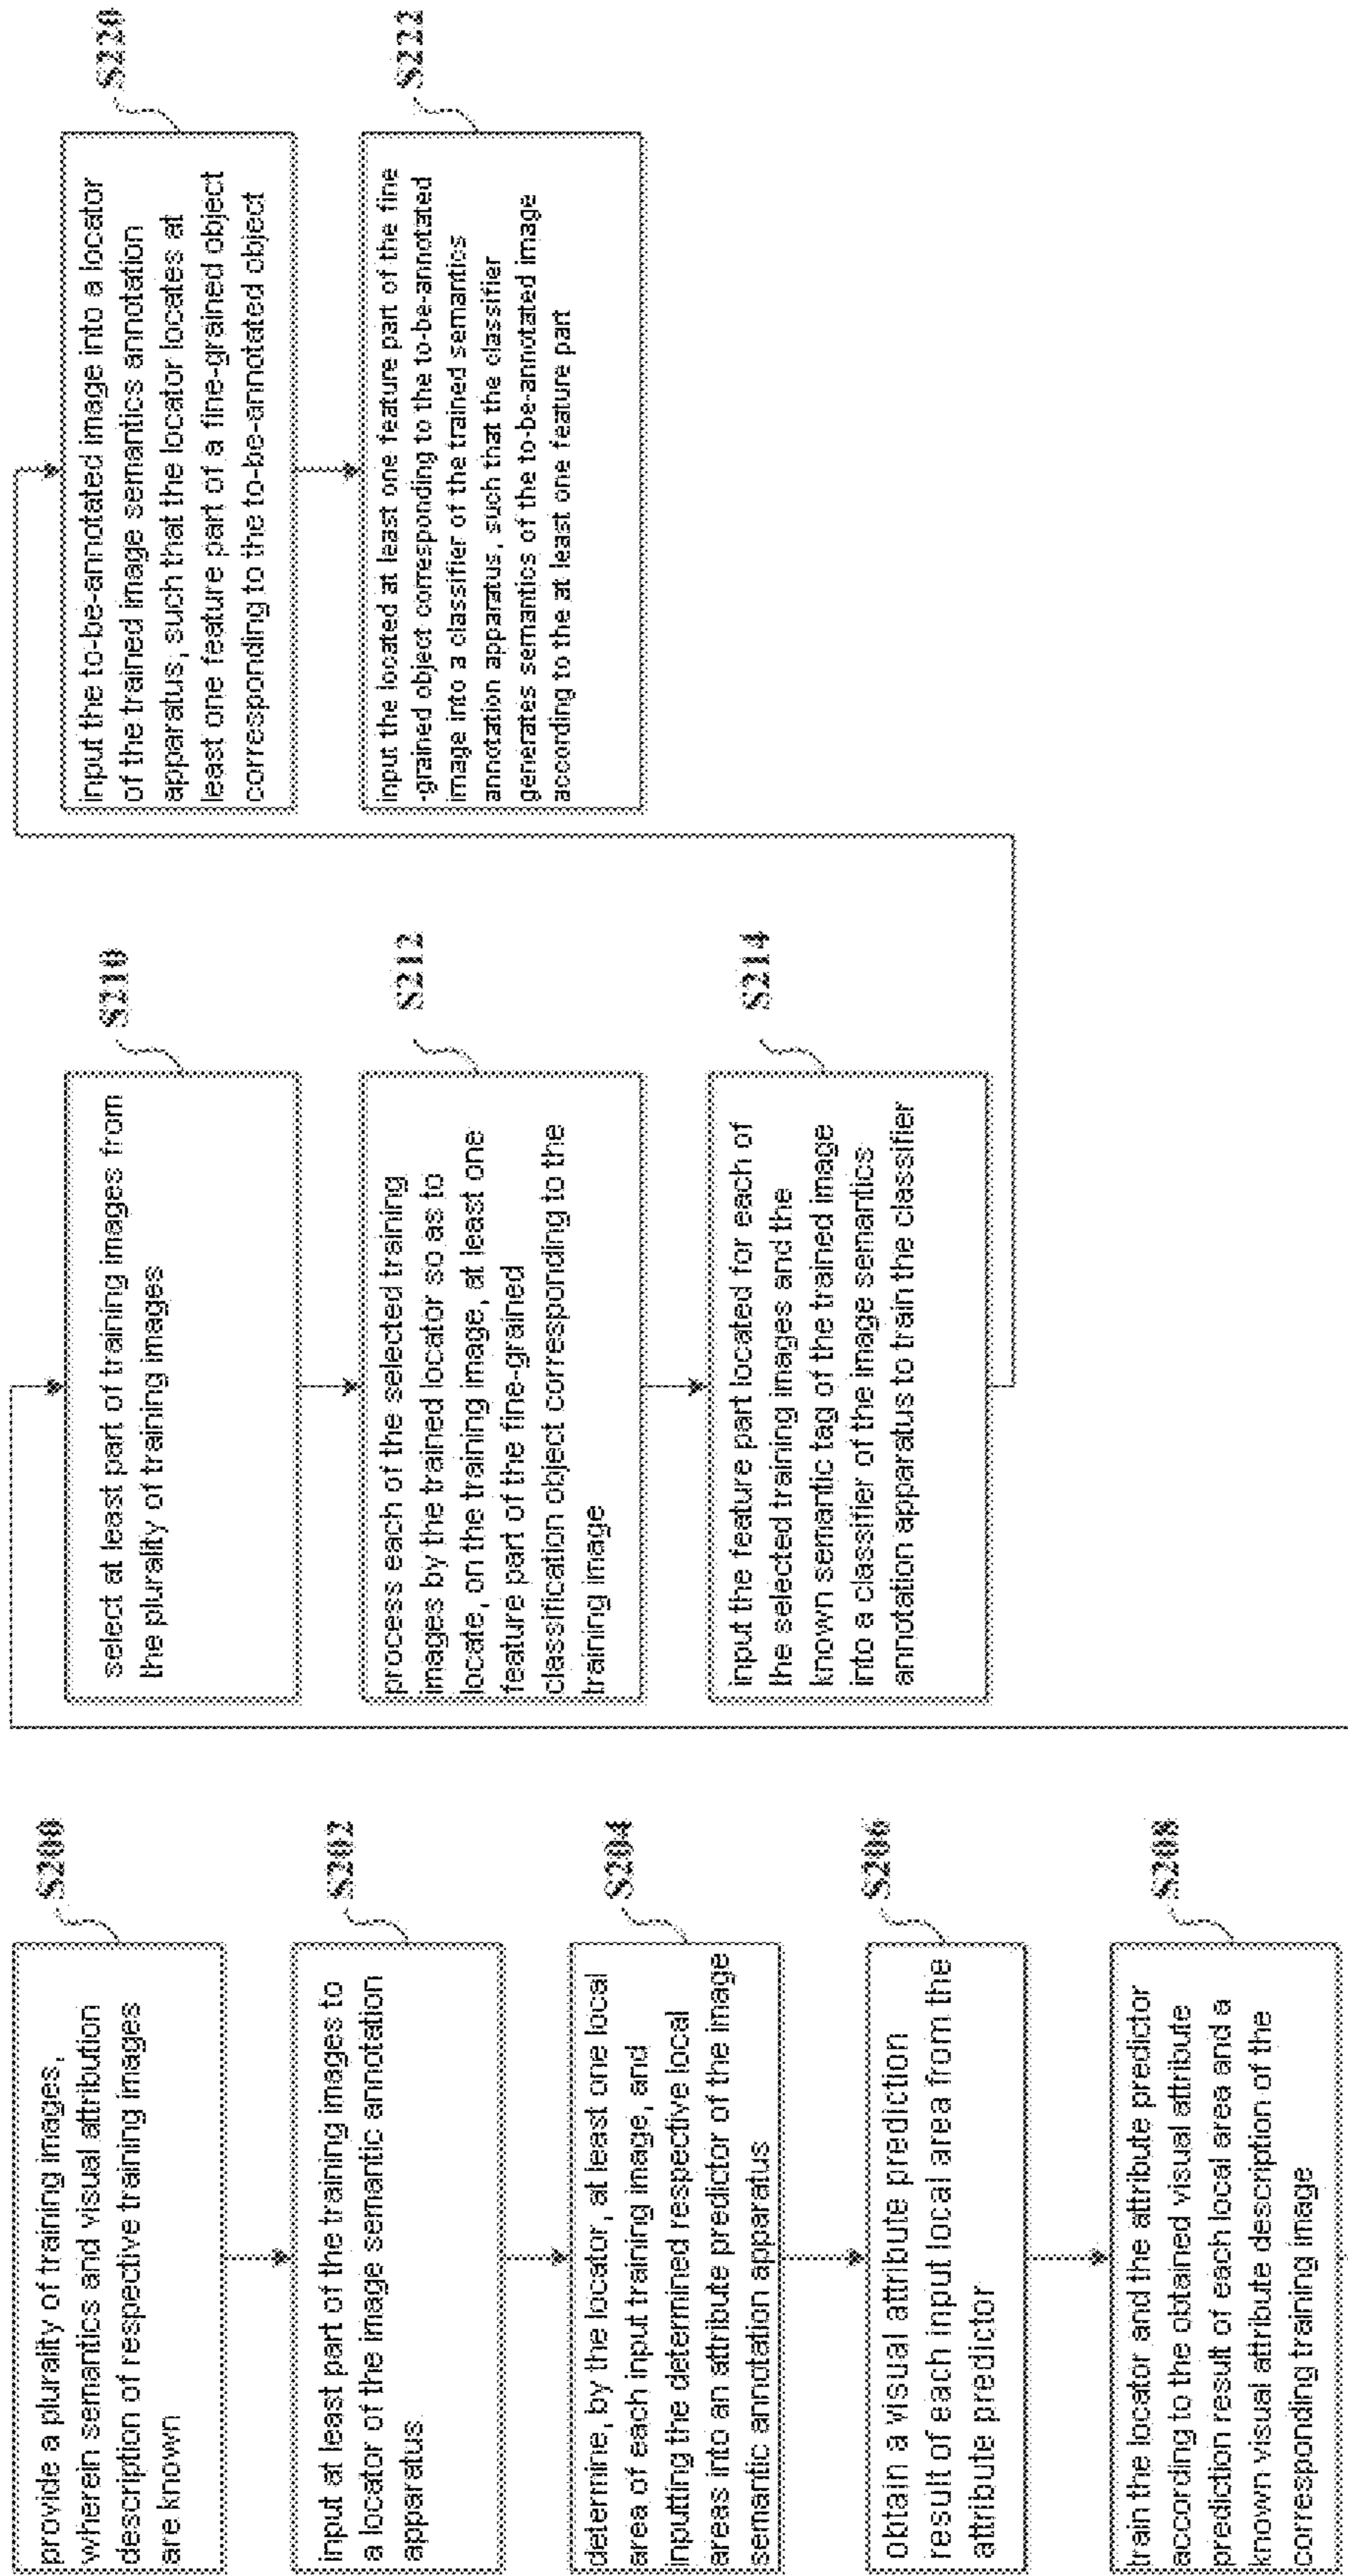 S200
provide a plurality of training images,
wherein semantics and visual attribution
description of respective training images
are known
S202
input at least part of the training images to
a locator of the image semantic annotation
apparatus.
S204
determine, by the locator, at least one local
area of each input training image, and
inputting the determined respective local
areas into an attribute predictor of the image
semantic annotation apparatus
S206
obtain a visual attribute prediction
result of each input local area from the
attribute predictor
S208
train the locator and the attribute predictor
according to the obtained visual attribute
prediction result of each local area and a
known visual attribute description of the
corresponding training image
S210
select at least part of training images from
the plurality of training images
S212
process each of the selected training
images by the trained locator so as to
locate, on the training image, at least one
feature part of the fine-grained
classification object corresponding to the
training image
S214
input the feature part located for each of
the selected training images and the
known semantic tag of the trained image
into a classifier of the image semantics
annotation apparatus to train the classifier
S220
input the to-be-annotated image into a locator
of the trained image semantics annotation
apparatus, such that the locator locates at
least one feature part of a fine-grained object
corresponding to the to-be-annotated object
S222
input the located at least one feature part of the fine
-grained object corresponding to the to-be-annotated
image into a classifier of the trained semantics
annotation apparatus, such that the classifier
generates semantics of the to-be-annotated image
according to the at least one feature part